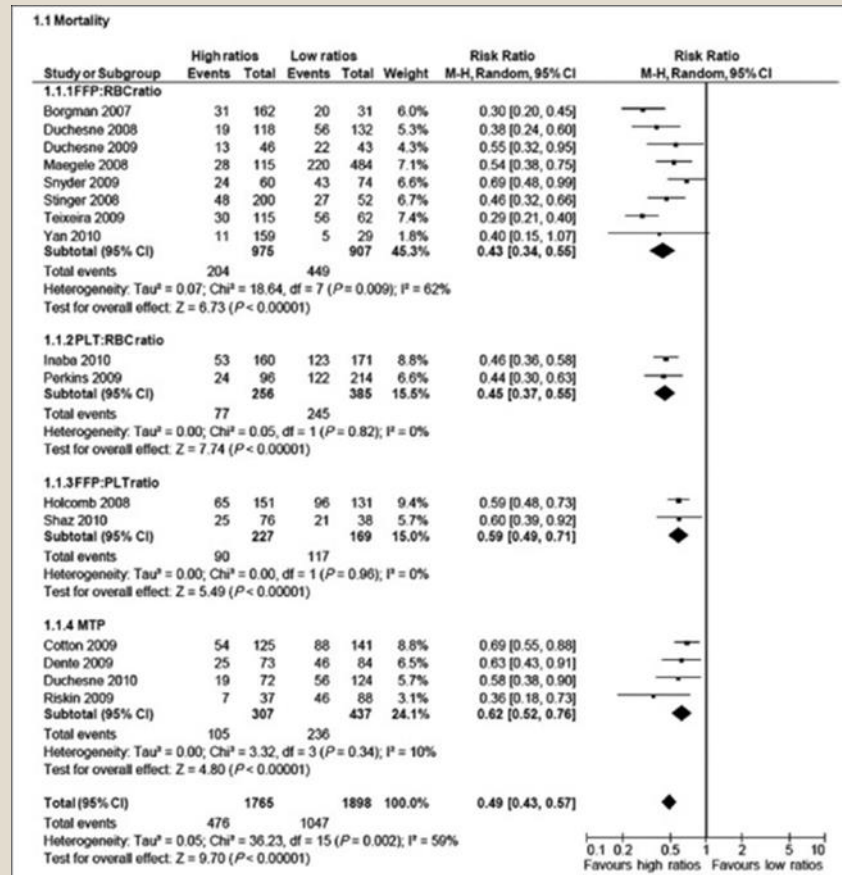 1.1 Mortality
High ratios Low ratios Risk Ratio Risk Ratio
Study or Subgroup Events Total Events Total Weight M-H, Random, 95% CI M-H, Random, 95% CI
1.1.1FFP:RBCratio
Borgman 2007 31 162 20 31 6.0% 0.30 [0.20, 0.45]
Duchesne 2008 19 118 56 132 5.3% 0.38 [0.24, 0.60]
Duchesne 2009 13 46 22 43 4.3% 0.55 [0.32, 0.95]
Maegele 2008 28 115 220 484 7.1% 0.54 [0.38, 0.75]
Snyder 2009 24 60 43 74 6.6% 0.69 [0.48, 0.99]
Stinger 2008 48 200 27 52 6.8% 0.46 [0.32, 0.66]
Teixeira 2009 30 115 56 62 7.4% 0.29 [0.21, 0.40]
Yan 2010 11 159 5 29 1.8% 0.40 [0.15, 1.07]
Subtotal (95% CI) 975 907 45.3% 0.43 [0.34, 0.55]
Total events 204 449
Heterogeneity: Tau² = 0.07; Chi² = 18.64, df = 7 (P = 0.009); I² = 62%
Test for overall effect: Z = 6.73 (P < 0.00001)
1.1.2PLT:RBCratio
Inaba 2010 53 160 123 171 8.8% 0.46 [0.36, 0.58]
Perkins 2009 24 96 122 214 6.6% 0.44 [0.30, 0.63]
Subtotal (95% CI) 256 385 15.5% 0.45 [0.37, 0.55]
Total events 77 245
Heterogeneity: Tau² = 0.00; Chi² = 0.05, df = 1 (P = 0.82); I² = 0%
Test for overall effect: Z = 7.74 (P < 0.00001)
1.1.3FFP:PLTratio
Holcomb 2008 65 151 96 131 9.4% 0.59 [0.48, 0.73]
Shaz 2010 25 76 21 38 5.7% 0.60 [0.39, 0.92]
Subtotal (95% CI) 227 169 15.0% 0.59 [0.49, 0.71]
Total events 90 117
Heterogeneity: Tau² = 0.00; Chi² = 0.00, df = 1 (P = 0.96); I² = 0%
Test for overall effect: Z = 5.49 (P < 0.00001)
1.1.4 MTP
Cotton 2009 54 125 88 141 8.8% 0.69 [0.55, 0.88]
Dente 2009 25 73 46 84 6.5% 0.63 [0.43, 0.91]
Duchesne 2010 19 72 56 124 5.7% 0.58 [0.38, 0.90]
Riskin 2009 7 37 46 88 3.1% 0.36 [0.18, 0.73]
Subtotal (95% CI) 307 437 24.1% 0.62 [0.52, 0.76]
Total events 105 236
Heterogeneity: Tau² = 0.00; Chi² = 3.32, df = 3 (P = 0.34); I² = 10%
Test for overall effect: Z = 4.80 (P < 0.00001)
Total (95% CI) 1765 1898 100.0% 0.49 [0.43, 0.57]
Total events 476 1047
Heterogeneity: Tau² = 0.05; Chi² = 36.23, df = 15 (P = 0.002); I² = 59%
Test for overall effect: Z = 9.70 (P < 0.00001)
0.1 0.2 0.5 1 2 5 10
Favours high ratios Favours low ratios